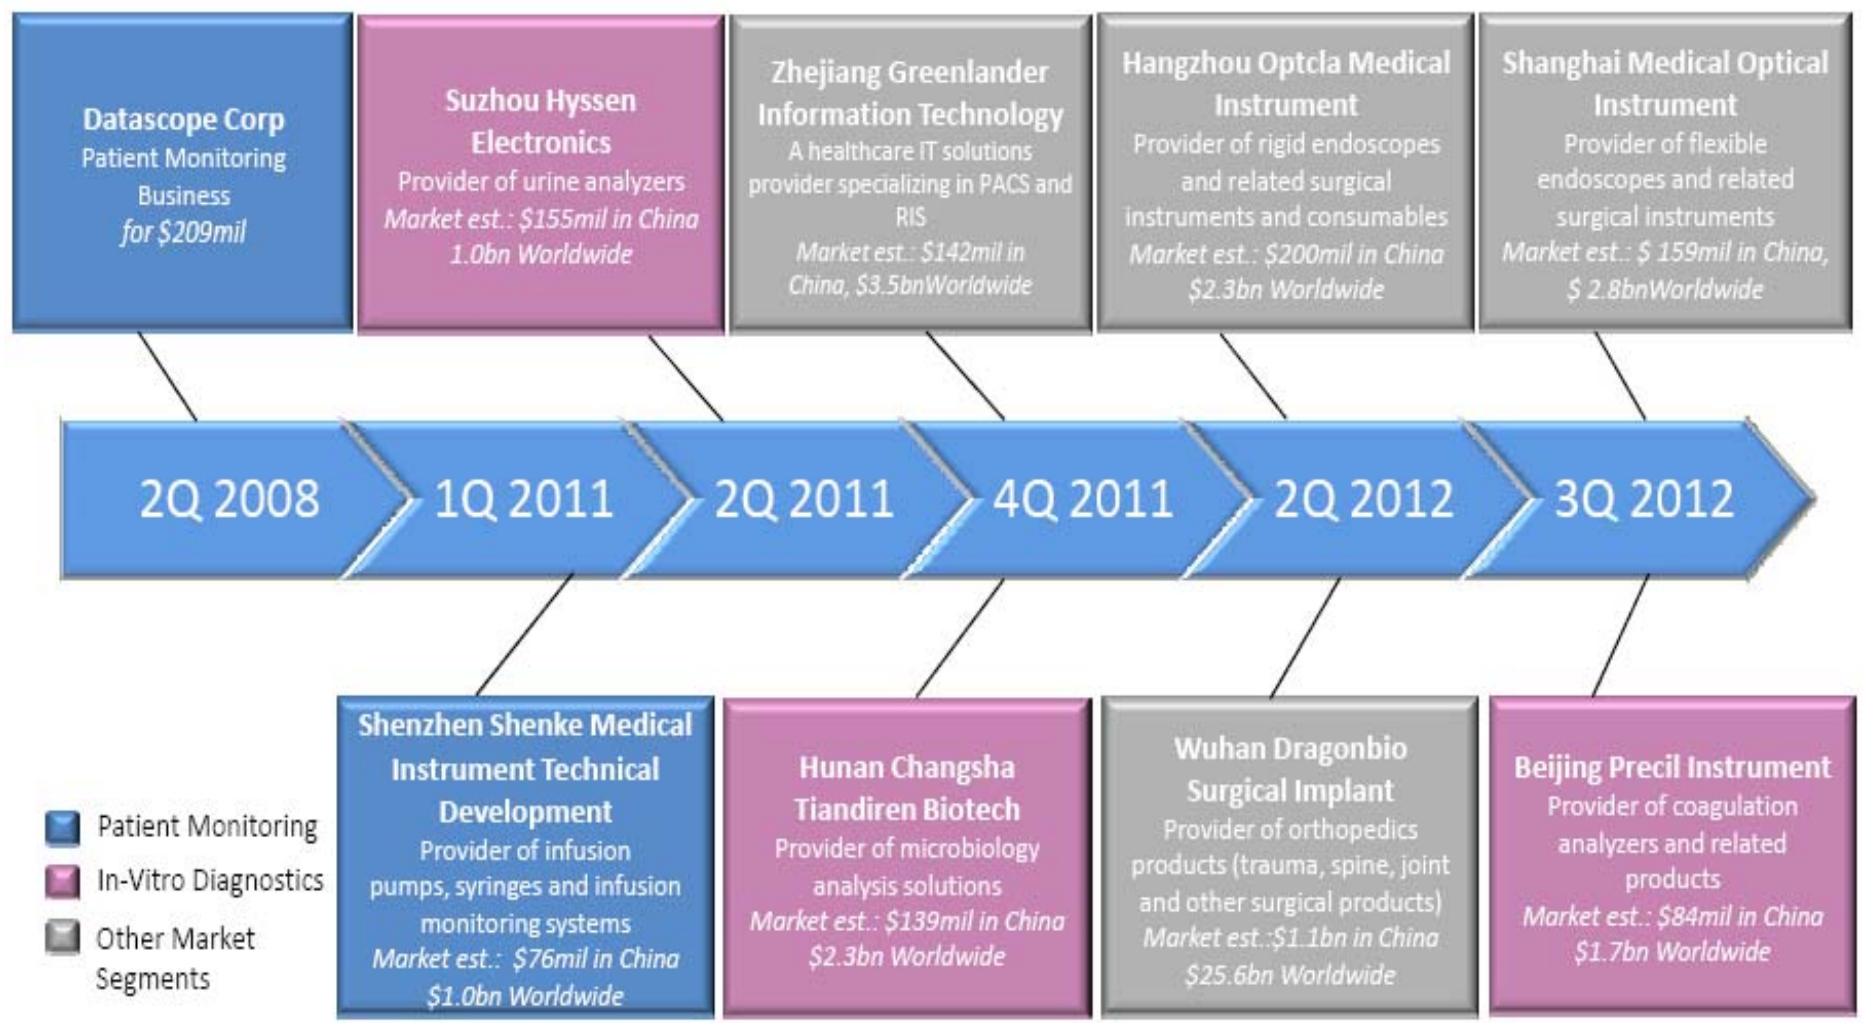 Datascope Corp
Patient Monitoring
Business
for $209mil
Suzhou Hyssen
Electronics
Provider of urine analyzers
Market est.: $155mil in China
1.0bn Worldwide
Zhejiang Greenlander
Information Technology
A healthcare IT solutions
provider specializing in PACS and
RIS
Market est.: $142mil in
China, $3.5bnWorldwide
Hangzhou Optcla Medical
Instrument
Provider of rigid endoscopes
and related surgical
instruments and consumables
Market est.: $200mil in China
$2.3bn Worldwide
Shanghai Medical Optical
Instrument
Provider of flexible
endoscopes and related
surgical instruments
Market est.: $ 159mil in China,
$ 2.8bnWorldwide
2Q 2008
1Q 2011
2Q 2011
4Q 2011
2Q 2012
3Q 2012
Shenzhen Shenke Medical
Instrument Technical
Development
Provider of infusion
pumps, syringes and infusion
monitoring systems
Market est.: $76mil in China
$1.0bn Worldwide
Hunan Changsha
Tiandiren Biotech
Provider of microbiology
analysis solutions
Market est.: $139mil in China
$2.3bn Worldwide
Wuhan Dragonbio
Surgical Implant
Provider of orthopedics
products (trauma, spine, joint
and other surgical products)
Market est.:$1.1bn in China
$25.6bn Worldwide
Beijing Precil Instrument
Provider of coagulation
analyzers and related
products
Market est.: $84mil in China
$1.7bn Worldwide
Patient Monitoring
In-Vitro Diagnostics
Other Market
Segments